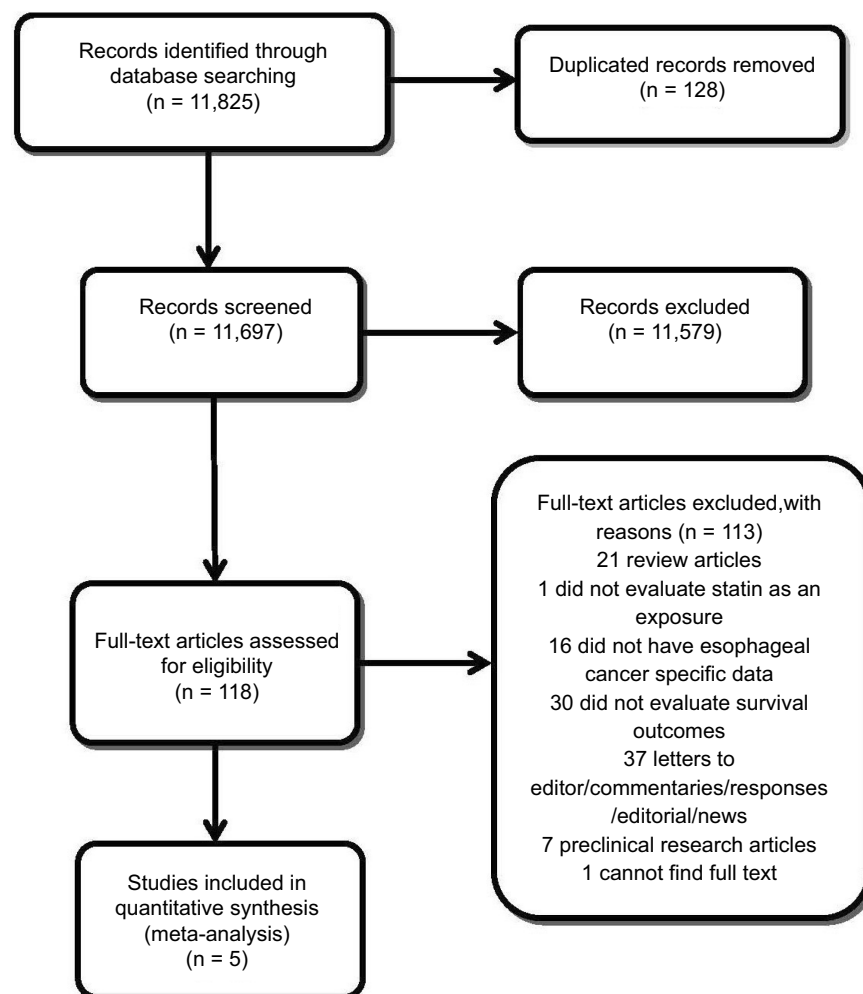 Records identified through
database searching
(n = 11,825)
Duplicated records removed
(n = 128)
Records screened
(n = 11,697)
Records excluded
(n = 11,579)
Full-text articles assessed
for eligibility
(n = 118)
Full-text articles excluded,with
reasons (n = 113)
21 review articles
1 did not evaluate statin as an
exposure
16 did not have esophageal
cancer specific data
30 did not evaluate survival
outcomes
37 letters to
editor/commentaries/responses
/editorial/news
7 preclinical research articles
1 cannot find full text
Studies included in
quantitative synthesis
(meta-analysis)
(n = 5)